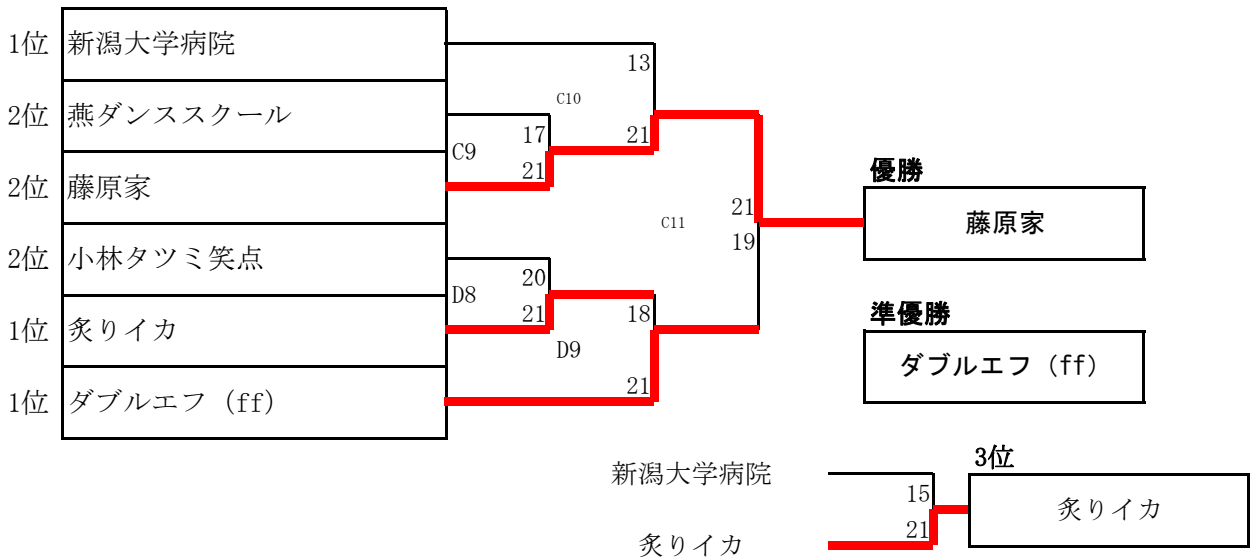 1位 新潟大学病院
13
C10
2位 燕ダンススクール
17
21
C9
21
2位 藤原家
優勝
藤原家
21
C11
19
2位 小林タツミ笑点
20
D8
21
18
1位 炙りイカ
準優勝
D9
ダブルエフ（ff）
21
1位 ダブルエフ（ff）
3位
新潟大学病院
15
炙りイカ
21
炙りイカ